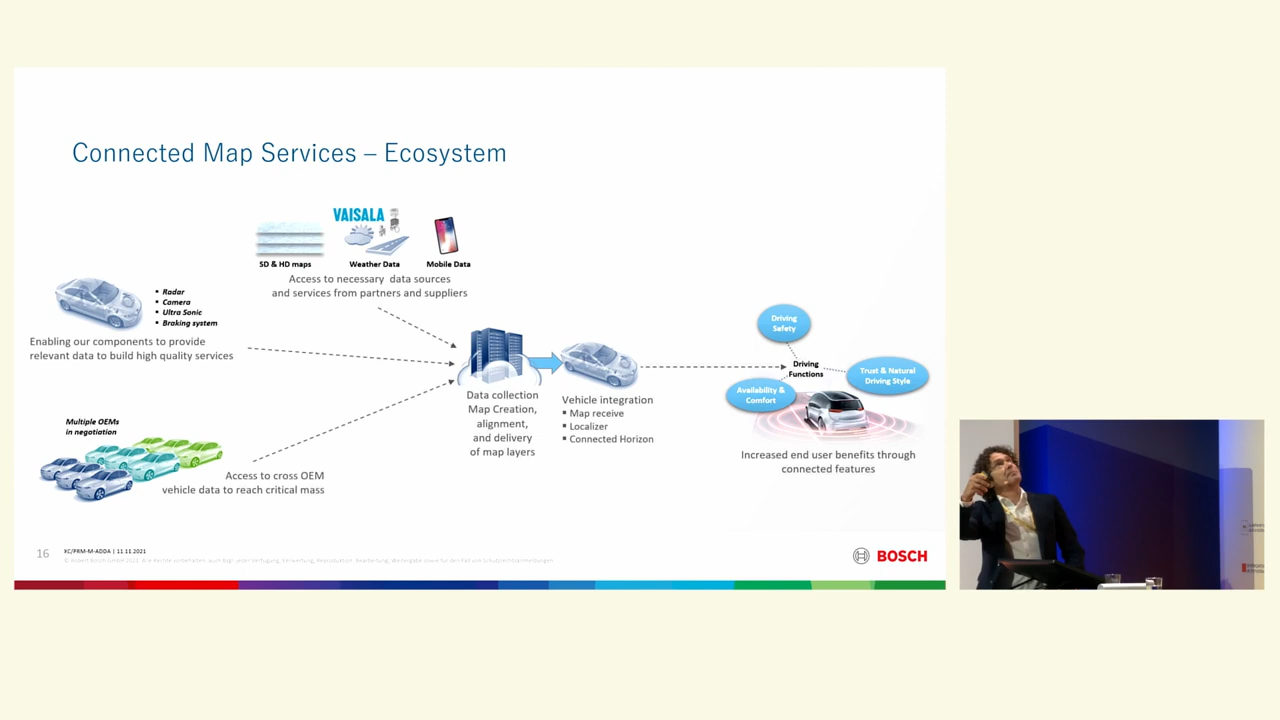 Connected Map Services – Ecosystem
VAISALA
SD & HD maps
Weather Data
Mobile Data
Access to necessary data sources
and services from partners and suppliers
Radar
Camera
Ultra Sonic
Braking system
Enabling our components to provide
relevant data to build high quality services
Multiple OEMs
in negotiation
Access to cross OEM
vehicle data to reach critical mass
Data collection
Map Creation,
alignment,
and delivery
of map layers
Vehicle integration
Map receive
Localizer
Connected Horizon
Driving
Safety
Driving
Functions
Trust & Natural
Driving Style
Availability &
Comfort
Increased end user benefits through
connected features
16
XC/PRM-M-ADDA | 11.11.2021
BOSCH